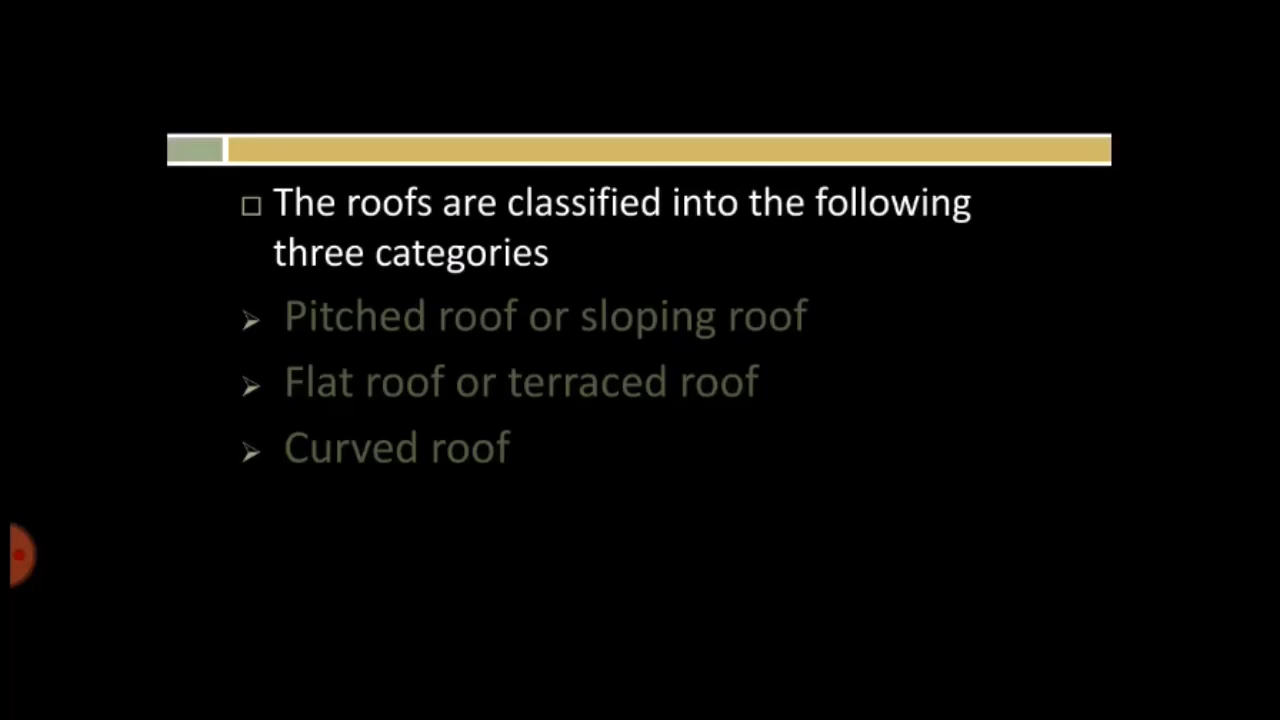 The roofs are classified into the following
three categories
Pitched roof or sloping roof
Flat roof or terraced roof
Curved roof